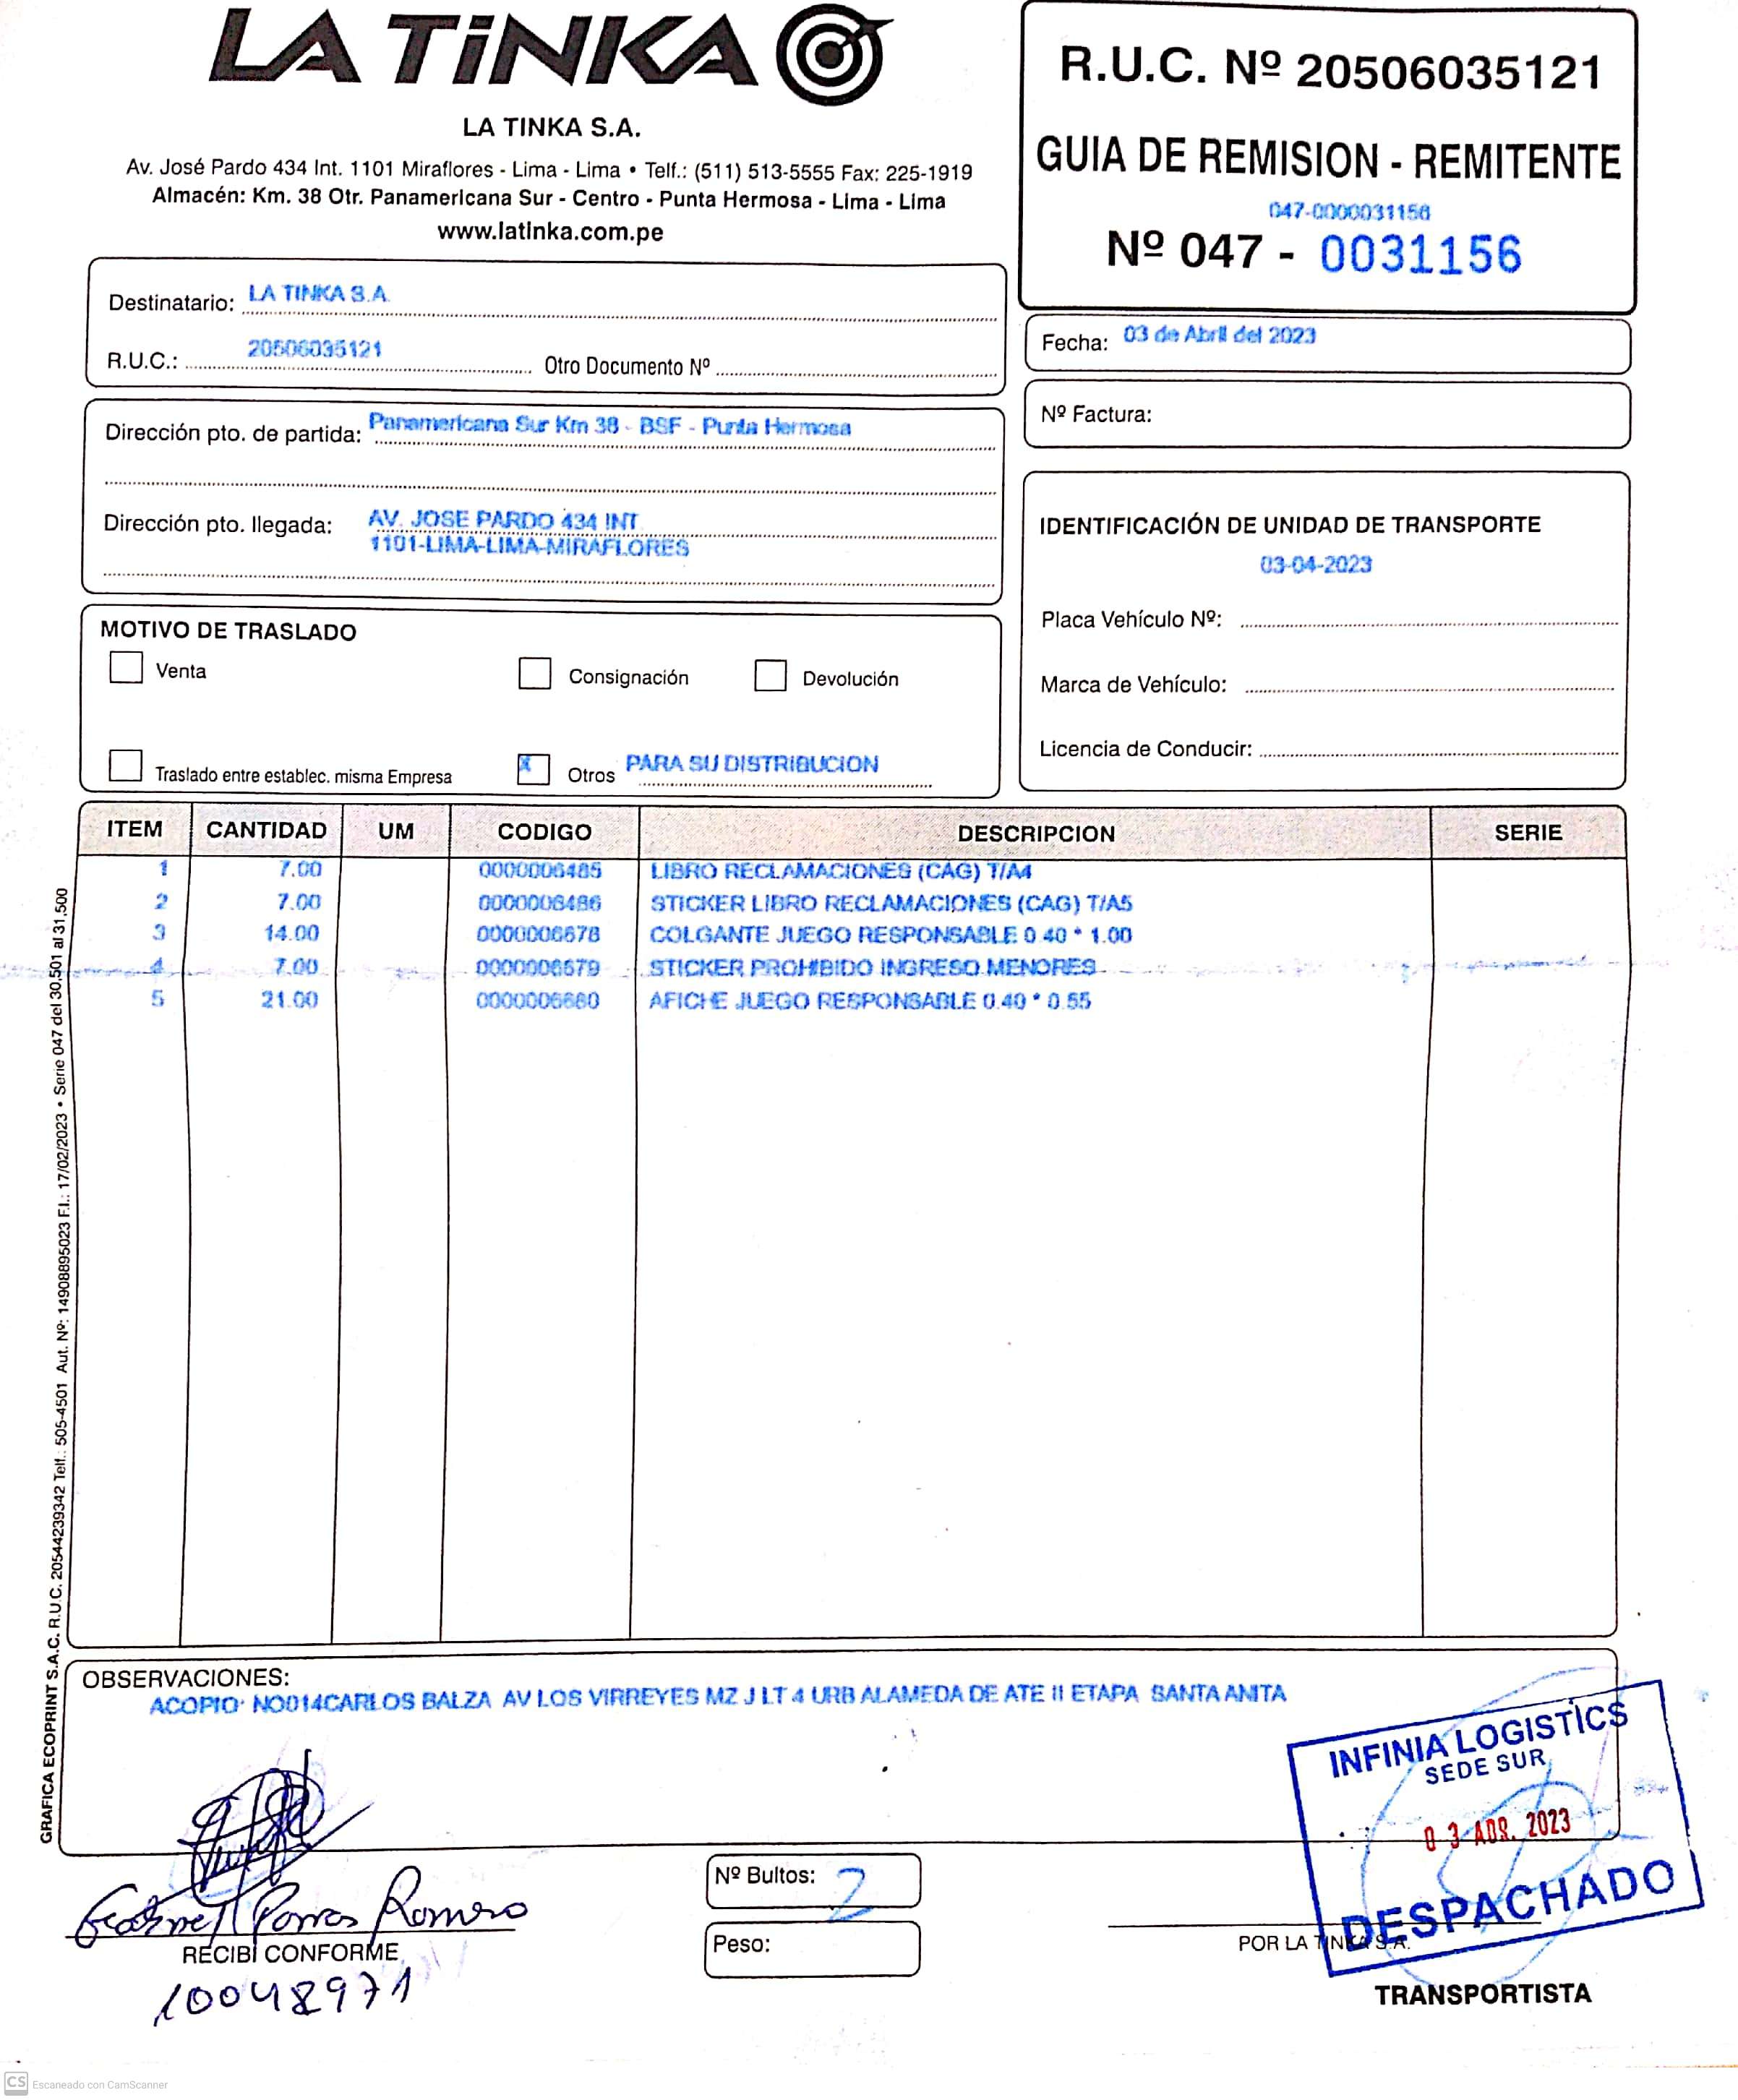 LA TiNKA
LA TINKA S.A.
Av. José Pardo 434 Int. 1101 Miraflores - Lima - Lima • Telf.: (511) 513-5555 Fax: 225-1919
Almacén: Km. 38 Otr. Panamericana Sur - Centro - Punta Hermosa - Lima - Lima
www.latinka.com.pe
R.U.C. Nº 20506035121
GUIA DE REMISION - REMITENTE
047-0000031156
Nº 047 - 0031156
Destinatario: LA TINKA S.A.
R.U.C.: 20506035121 Otro Documento Nº
Fecha: 03 de Abril del 2023
Nº Factura:
Dirección pto. de partida: Panamericana Sur Km 38 - BSF - Punta Hermosa
Dirección pto. llegada: AV. JOSE PARDO 434 INT
1101-LIMA-LIMA-MIRAFLORES
IDENTIFICACIÓN DE UNIDAD DE TRANSPORTE
03-04-2023
Placa Vehículo Nº:
Marca de Vehículo:
Licencia de Conducir:
MOTIVO DE TRASLADO
Venta Consignación Devolución
Traslado entre establec. misma Empresa X Otros PARA SU DISTRIBUCION
ITEM CANTIDAD UM CODIGO DESCRIPCION SERIE
1 7.00 0000006485 LIBRO RECLAMACIONES (CAG) T/A4
2 7.00 0000006486 STICKER LIBRO RECLAMACIONES (CAG) T/A5
3 14.00 0000006678 COLGANTE JUEGO RESPONSABLE 0.40 * 1.00
4 7.00 0000006679 STICKER PROHIBIDO INGRESO MENORES
5 21.00 0000006680 AFICHE JUEGO RESPONSABLE 0.40 * 0.55
GRAFICA ECOPRINT S.A.C. R.U.C. 20544239342 Telf.: 505-4501 Aut. Nº: 14908895023 F.I.: 17/02/2023 • Serie 047 del 30,501 al 31,500
OBSERVACIONES:
ACOPIO: NO014CARLOS BALZA AV LOS VIRREYES MZ J LT 4 URB ALAMEDA DE ATE II ETAPA SANTA ANITA
INFINIA LOGISTICS
SEDE SUR
03 ABR. 2023
DESPACHADO
Porras Romero
RECIBI CONFORME
10048971
Nº Bultos: 2
Peso:
POR LA TINKA S.A.
TRANSPORTISTA
CS Escaneado con CamScanner